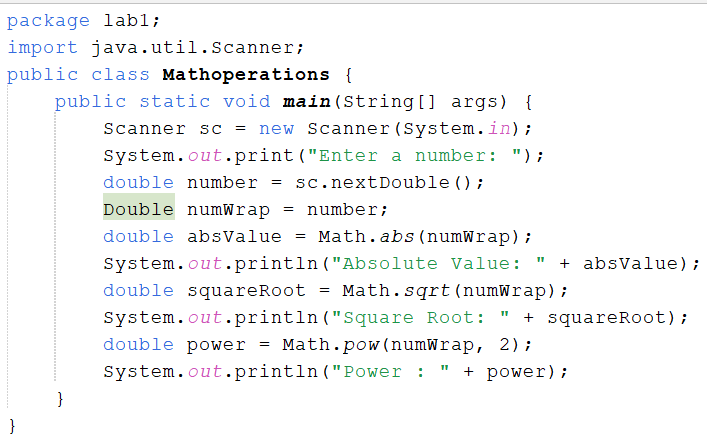 package lab1;
import java.util.Scanner;
public class Mathoperations {
    public static void main(String[] args) {
        Scanner sc = new Scanner(System.in);
        System.out.print("Enter a number: ");
        double number = sc.nextDouble();
        Double numWrap = number;
        double absValue = Math.abs(numWrap);
        System.out.println("Absolute Value: " + absValue);
        double squareRoot = Math.sqrt(numWrap);
        System.out.println("Square Root: " + squareRoot);
        double power = Math.pow(numWrap, 2);
        System.out.println("Power : " + power);
    }
}